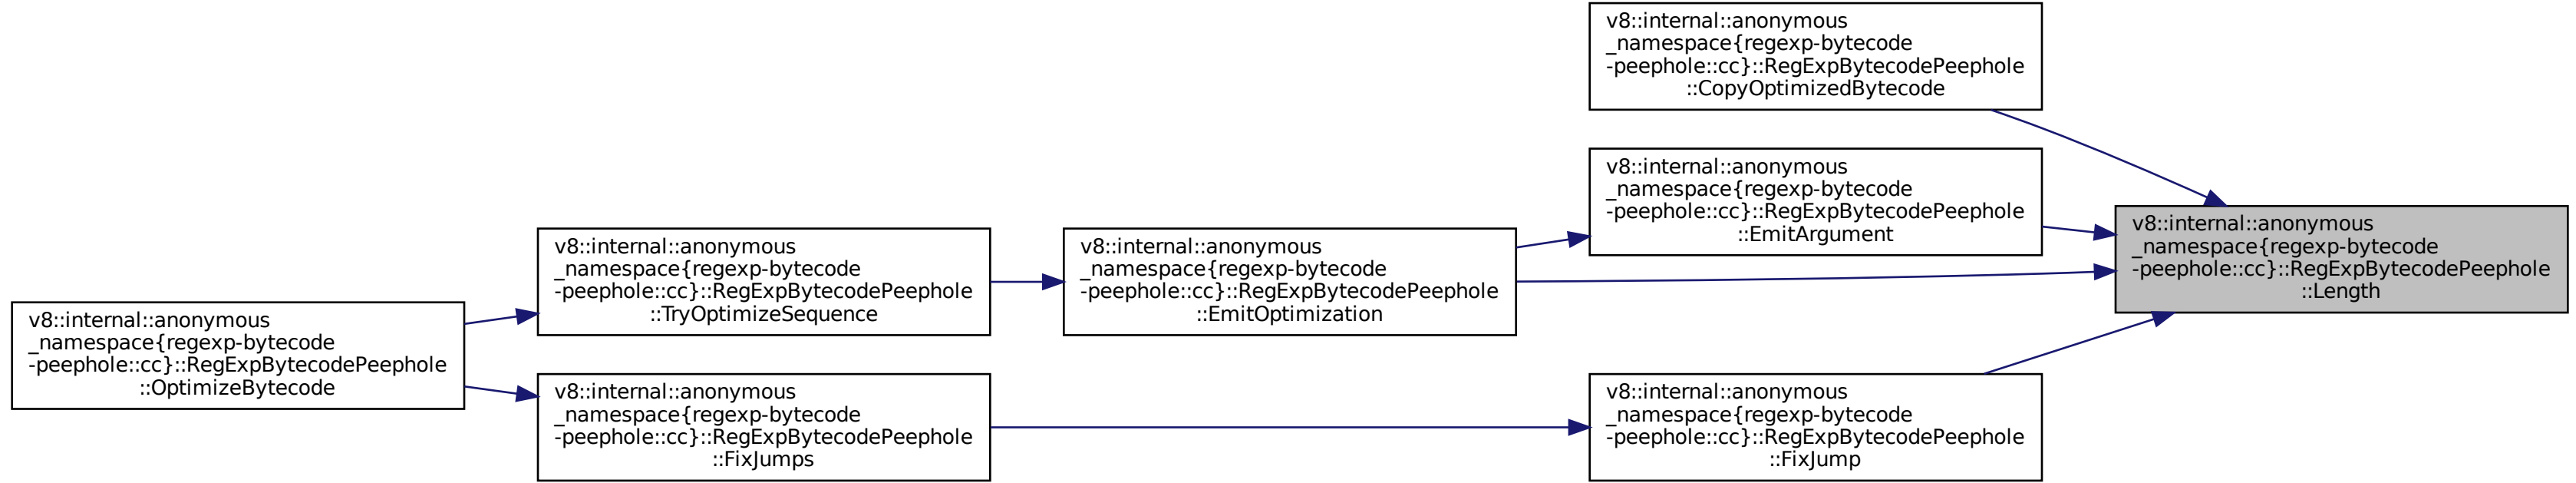 v8::internal::anonymous
_namespace{regexp-bytecode
-peephole::cc}::RegExpBytecodePeephole
::CopyOptimizedBytecode
v8::internal::anonymous
_namespace{regexp-bytecode
-peephole::cc}::RegExpBytecodePeephole
::EmitArgument
v8::internal::anonymous
_namespace{regexp-bytecode
-peephole::cc}::RegExpBytecodePeephole
::Length
v8::internal::anonymous
_namespace{regexp-bytecode
-peephole::cc}::RegExpBytecodePeephole
::TryOptimizeSequence
v8::internal::anonymous
_namespace{regexp-bytecode
-peephole::cc}::RegExpBytecodePeephole
::EmitOptimization
v8::internal::anonymous
_namespace{regexp-bytecode
-peephole::cc}::RegExpBytecodePeephole
::OptimizeBytecode
v8::internal::anonymous
_namespace{regexp-bytecode
-peephole::cc}::RegExpBytecodePeephole
::FixJumps
v8::internal::anonymous
_namespace{regexp-bytecode
-peephole::cc}::RegExpBytecodePeephole
::FixJump